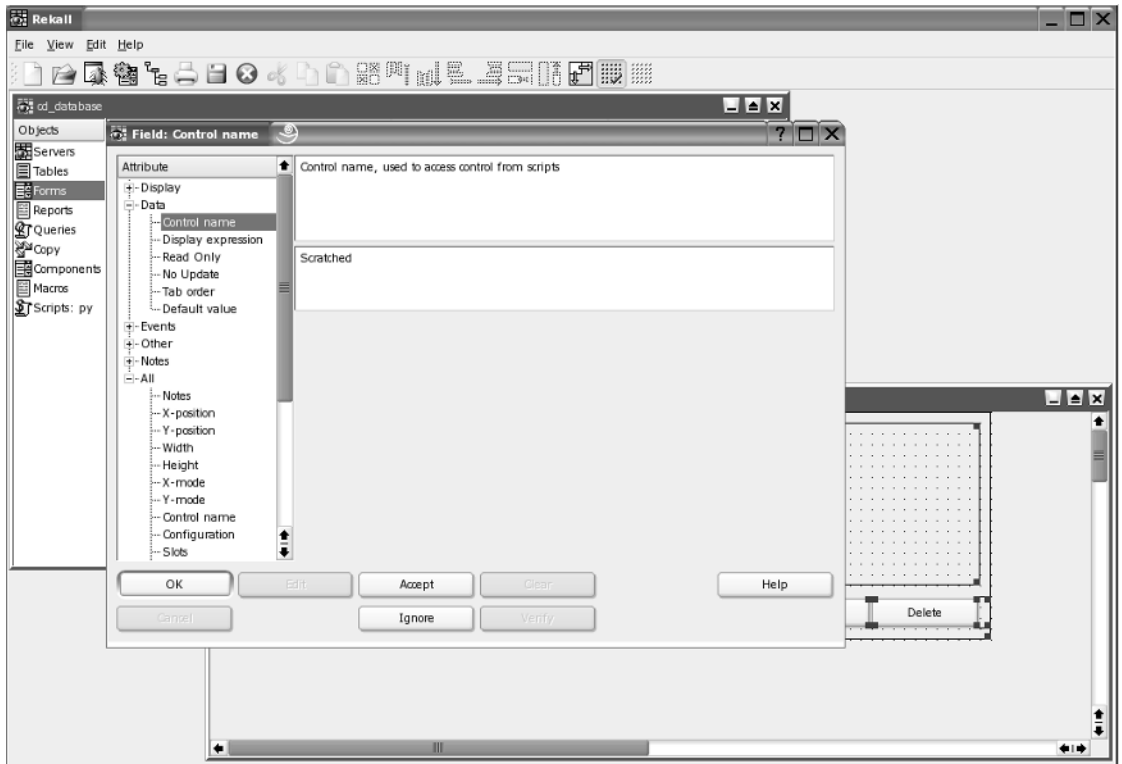 Rekall
File View Edit Help
cd_database
Objects
Servers
Tables
Forms
Reports
Queries
Copy
Components
Macros
Scripts: py
Field: Control name
Attribute
Display
Data
Control name
Display expression
Read Only
No Update
Tab order
Default value
Events
Other
Notes
All
Notes
X-position
Y-position
Width
Height
X-mode
Y-mode
Control name
Configuration
Slots
Control name, used to access control from scripts
Scratched
OK Edit Accept Clear Help
Cancel Ignore Verify
Delete